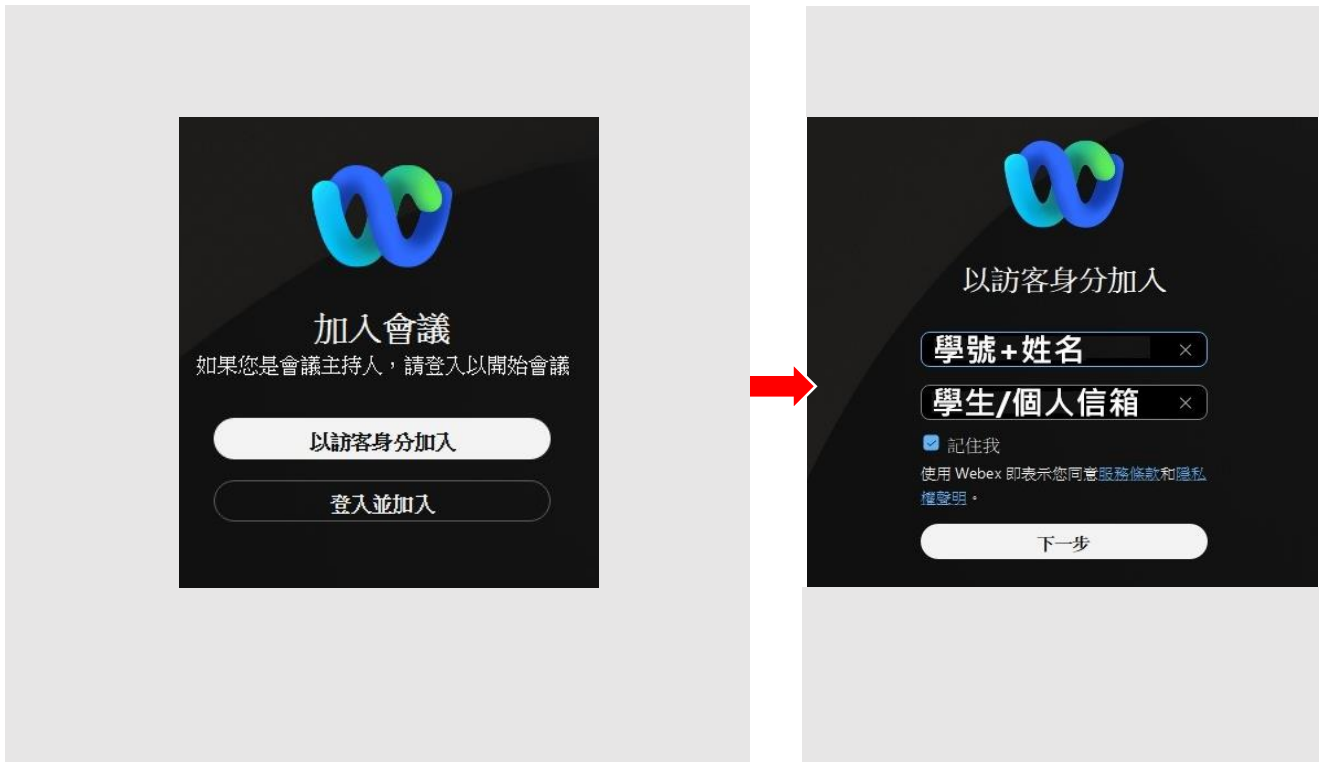 加入會議
如果您是會議主持人，請登入以開始會議
以訪客身分加入
登入並加入
以訪客身分加入
學號+姓名
學生/個人信箱
記住我
使用 Webex 即表示您同意服務條款和隱私
權聲明。
下一步